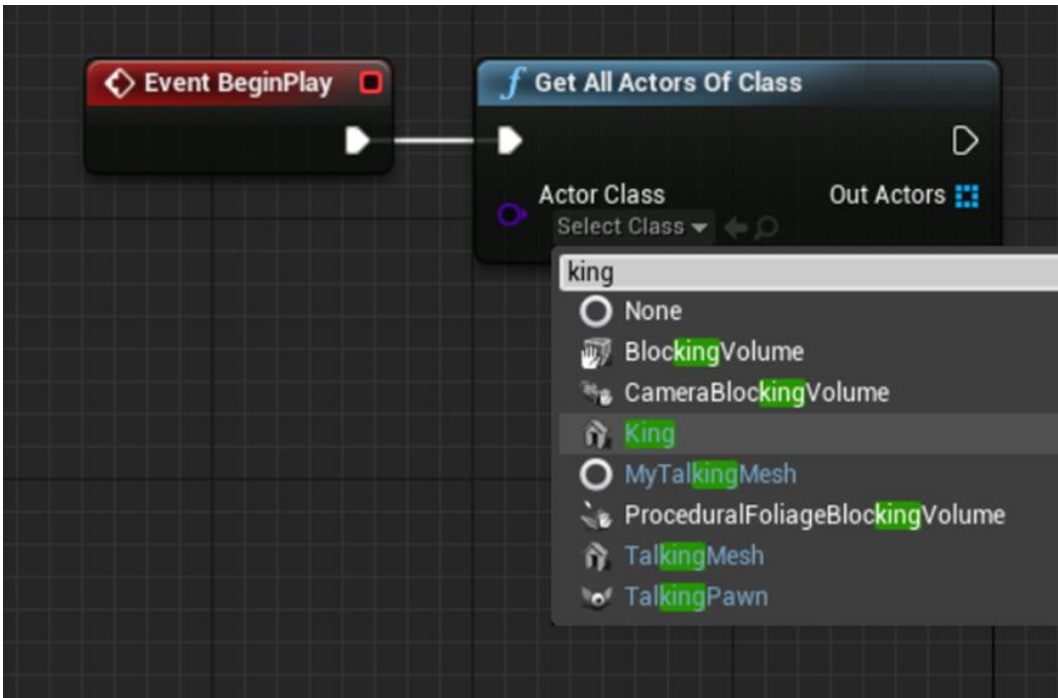 Event BeginPlay
f Get All Actors Of Class
Actor Class
Out Actors
Select Class
king
None
BlockingVolume
CameraBlockingVolume
King
MyTalkingMesh
ProceduralFoliageBlockingVolume
TalkingMesh
TalkingPawn